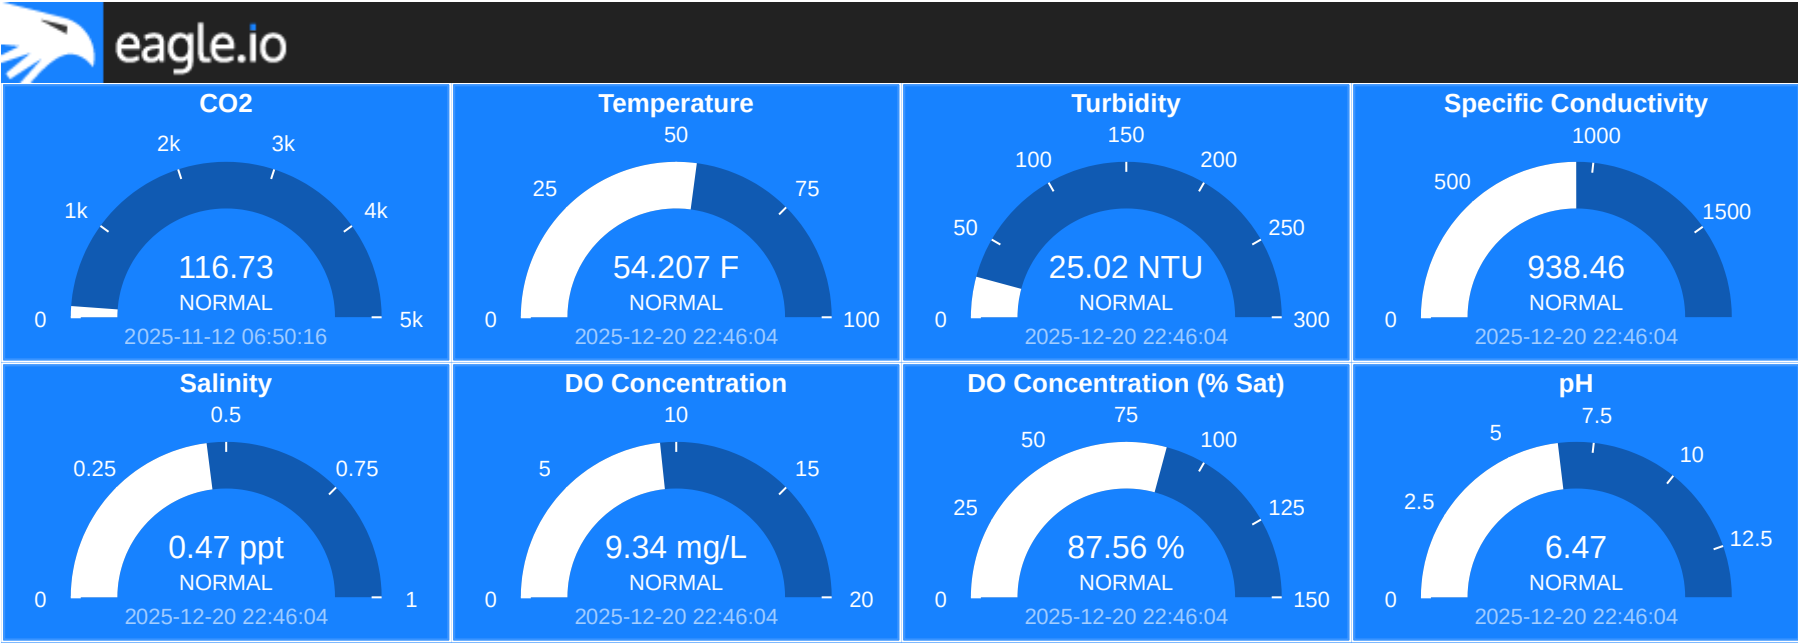 eagle.io
CO2
0
1k
2k
3k
4k
5k
116.73
NORMAL
2025-11-12 06:50:16
Temperature
0
25
50
75
100
54.207 F
NORMAL
2025-12-20 22:46:04
Turbidity
0
50
100
150
200
250
300
25.02 NTU
NORMAL
2025-12-20 22:46:04
Specific Conductivity
0
500
1000
1500
938.46
NORMAL
2025-12-20 22:46:04
Salinity
0
0.25
0.5
0.75
1
0.47 ppt
NORMAL
2025-12-20 22:46:04
DO Concentration
0
5
10
15
20
9.34 mg/L
NORMAL
2025-12-20 22:46:04
DO Concentration (% Sat)
0
25
50
75
100
125
150
87.56 %
NORMAL
2025-12-20 22:46:04
pH
0
2.5
5
7.5
10
12.5
6.47
NORMAL
2025-12-20 22:46:04